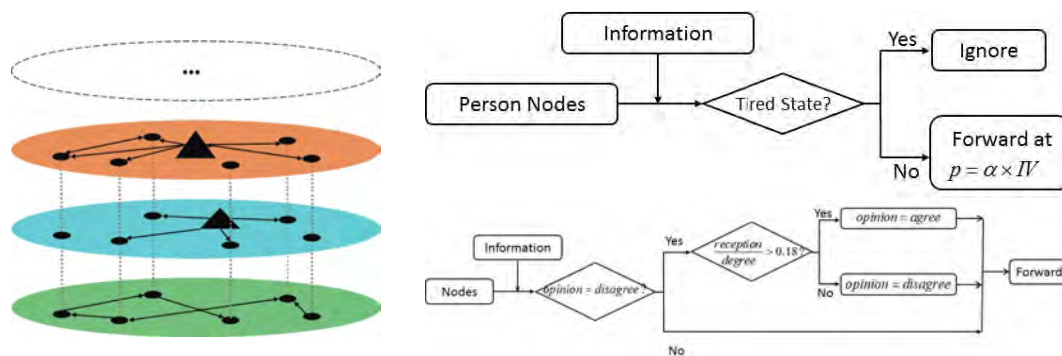 ...
Information
Person Nodes
Tired State?
Yes
Ignore
No
Forward at
p = α × IV
Information
Nodes
opinion = disagree ?
Yes
reception
degree > 0.18?
Yes
opinion = agree
No
opinion = disagree
Forward
No